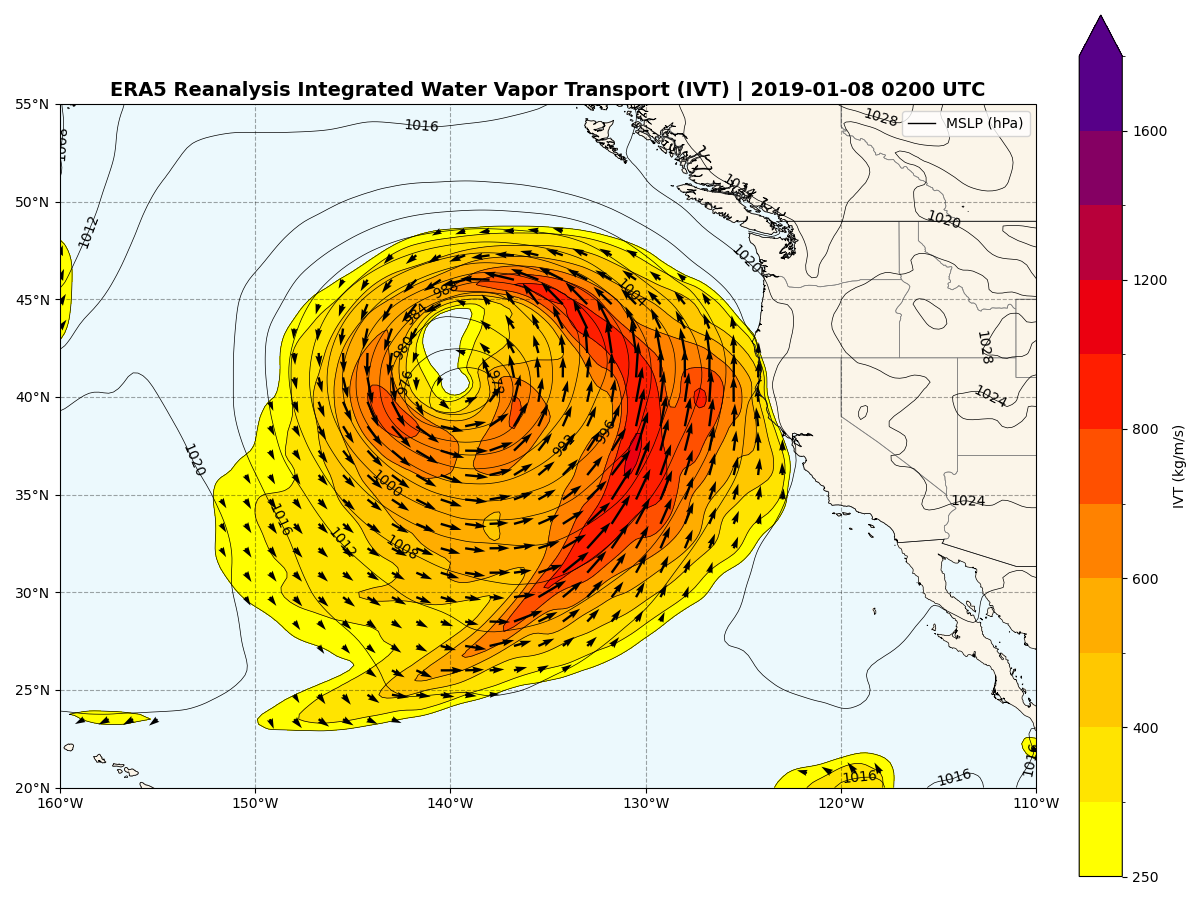 ERA5 Reanalysis Integrated Water Vapor Transport (IVT) | 2019-01-08 0200 UTC
MSLP (hPa)
55°N
50°N
45°N
40°N
35°N
30°N
25°N
20°N
160°W
150°W
140°W
130°W
120°W
110°W
1008
1012
1016
1028
1024
1020
1020
1004
988
984
980
976
972
1028
1024
996
992
1020
1000
1016
1012
1008
1024
1016
1016
1600
1200
800
600
400
250
IVT (kg/m/s)